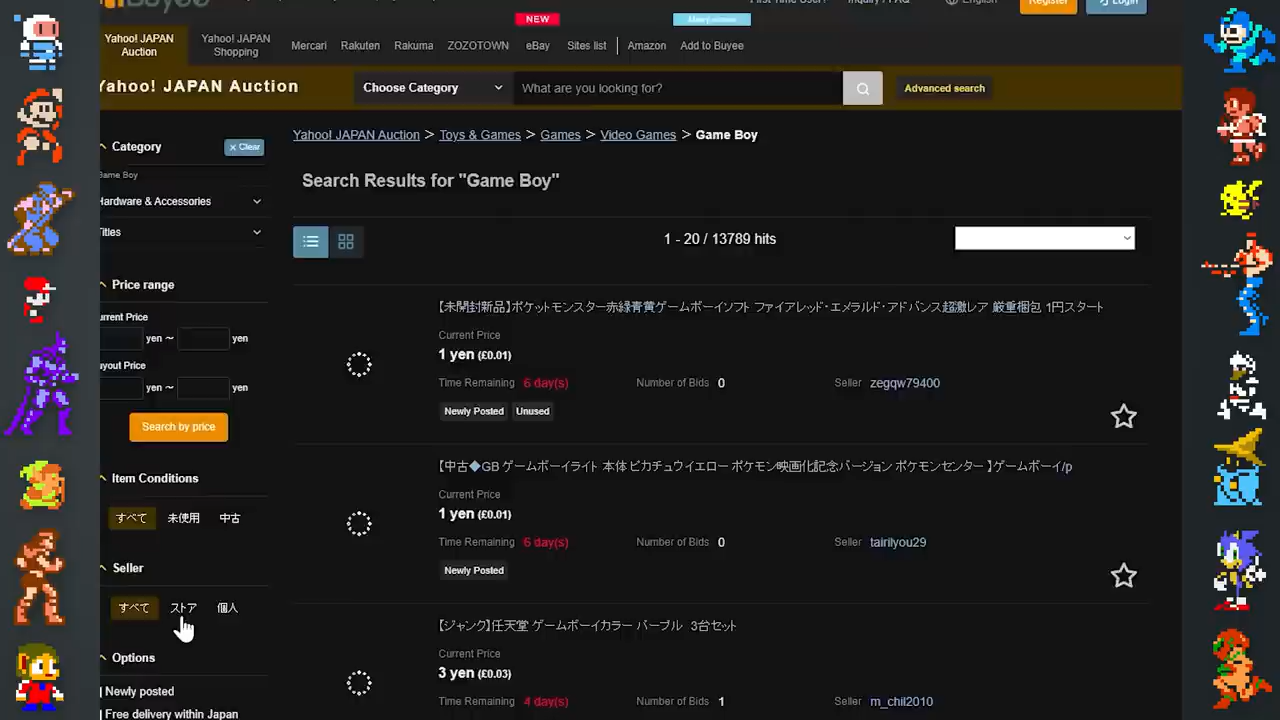 Buyee
English
Register
Login
NEW
Yahoo! JAPAN
Auction
Yahoo! JAPAN
Shopping
Mercari
Rakuten
Rakuma
ZOZOTOWN
eBay
Sites list
Amazon
Add to Buyee
Yahoo! JAPAN Auction
Choose Category
What are you looking for?
Advanced search
Yahoo! JAPAN Auction > Toys & Games > Games > Video Games > Game Boy
Category
× Clear
Game Boy
Hardware & Accessories
Titles
Price range
urrent Price
yen ~ yen
uyout Price
yen ~ yen
Search by price
Item Conditions
すべて 未使用 中古
Seller
すべて ストア 個人
Options
Newly posted
Free delivery within Japan
Search Results for "Game Boy"
1 - 20 / 13789 hits
【未開封新品】ポケットモンスター赤緑青黄ゲームボーイソフト ファイアレッド・エメラルド・アドバンス超激レア 厳重梱包 1円スタート
Current Price
1 yen (£0.01)
Time Remaining 6 day(s) Number of Bids 0 Seller zegqw79400
Newly Posted Unused
【中古◆GB ゲームボーイライト 本体 ピカチュウイエロー ポケモン映画化記念バージョン ポケモンセンター 】ゲームボーイ/p
Current Price
1 yen (£0.01)
Time Remaining 6 day(s) Number of Bids 0 Seller tairilyou29
Newly Posted
【ジャンク】任天堂 ゲームボーイカラー パープル 3台セット
Current Price
3 yen (£0.03)
Time Remaining 4 day(s) Number of Bids 1 Seller m_chii2010